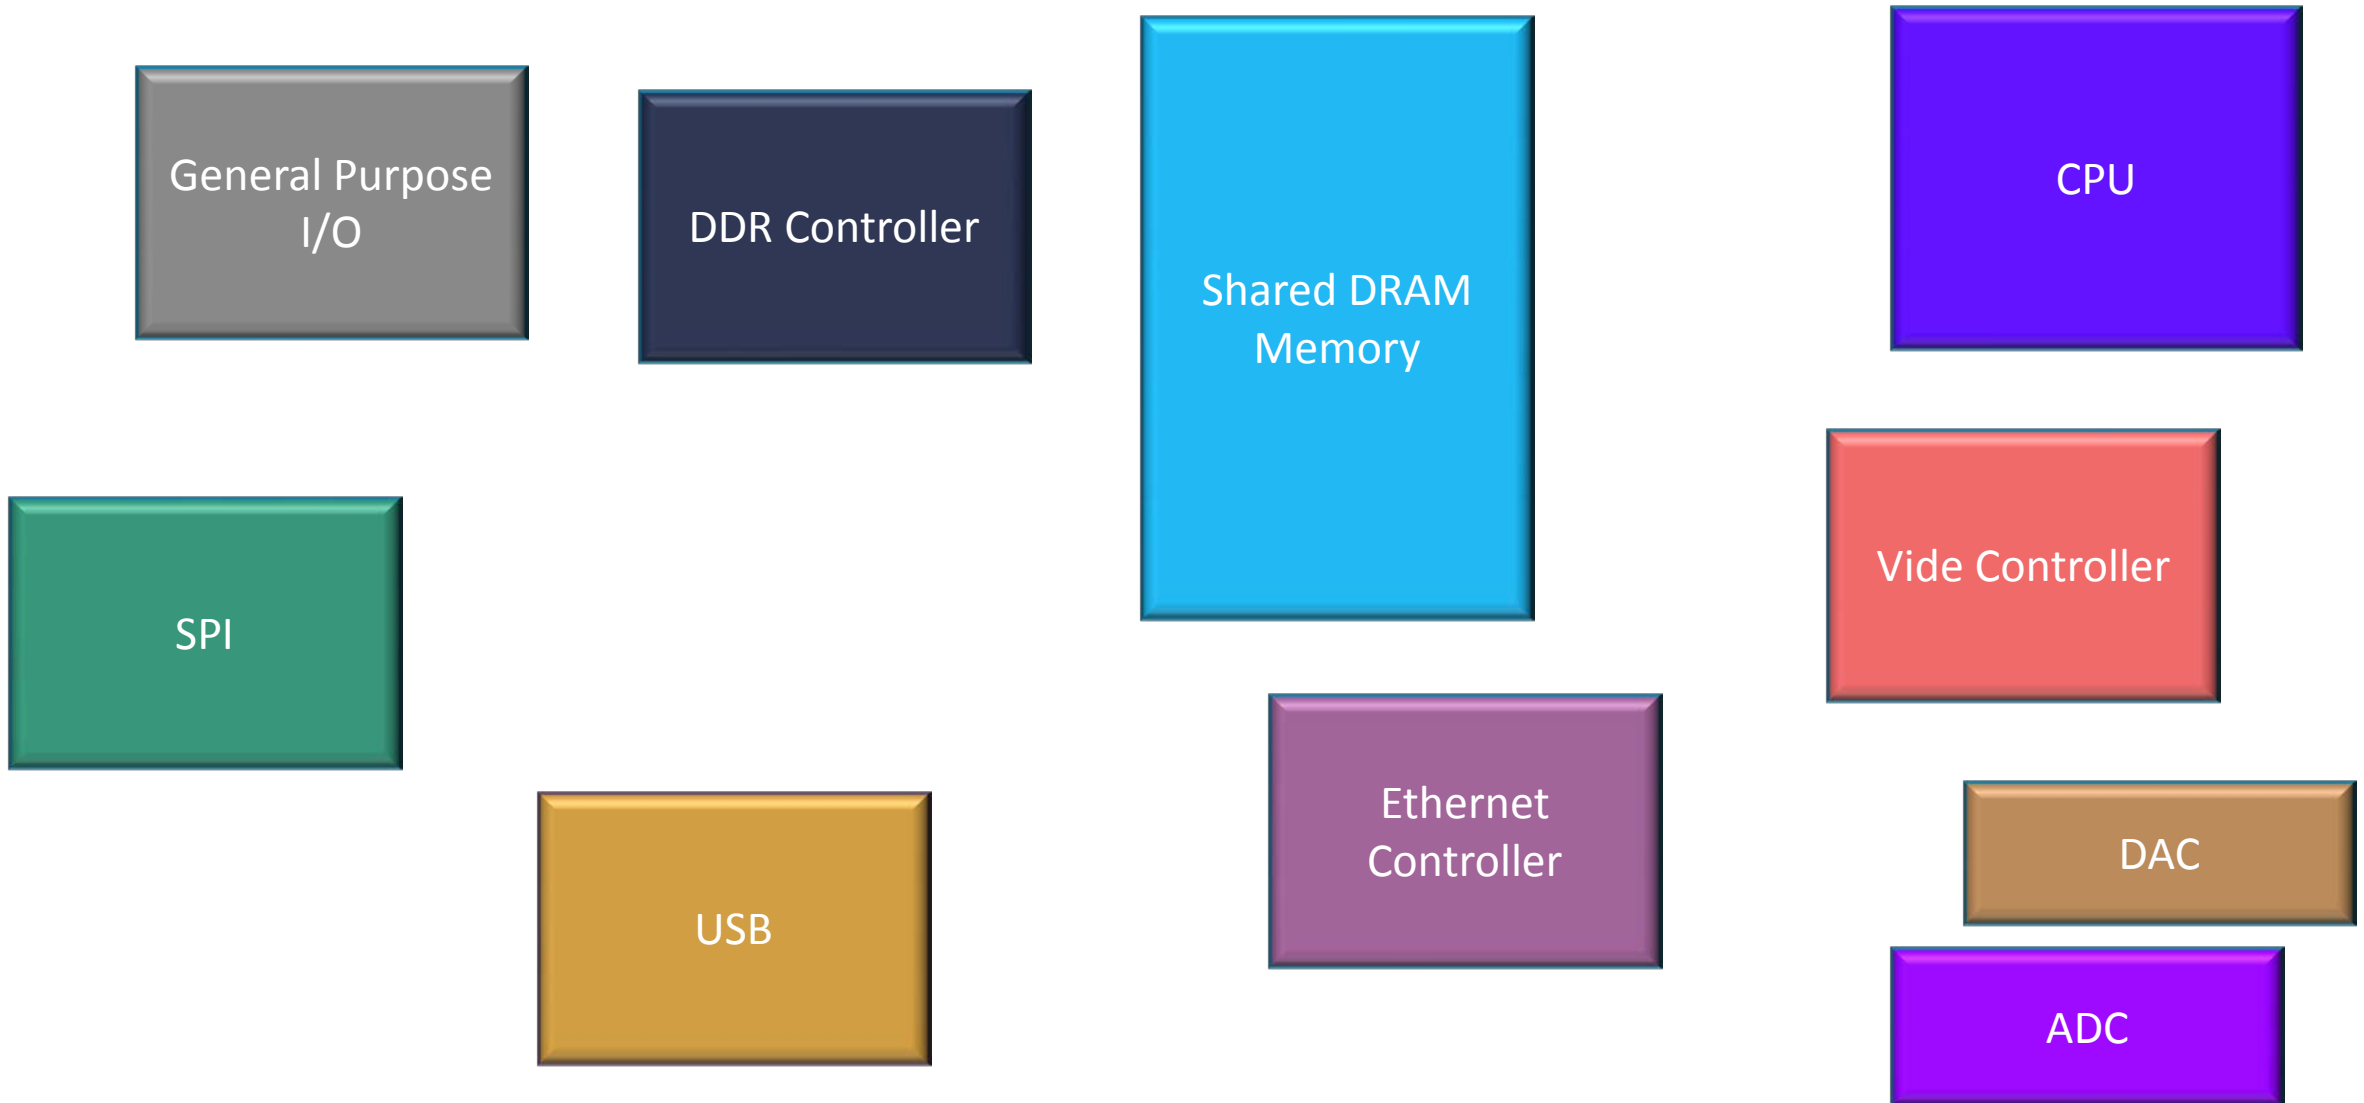 General Purpose
I/O
DDR Controller
Shared DRAM
Memory
CPU
Vide Controller
SPI
USB
Ethernet
Controller
DAC
ADC